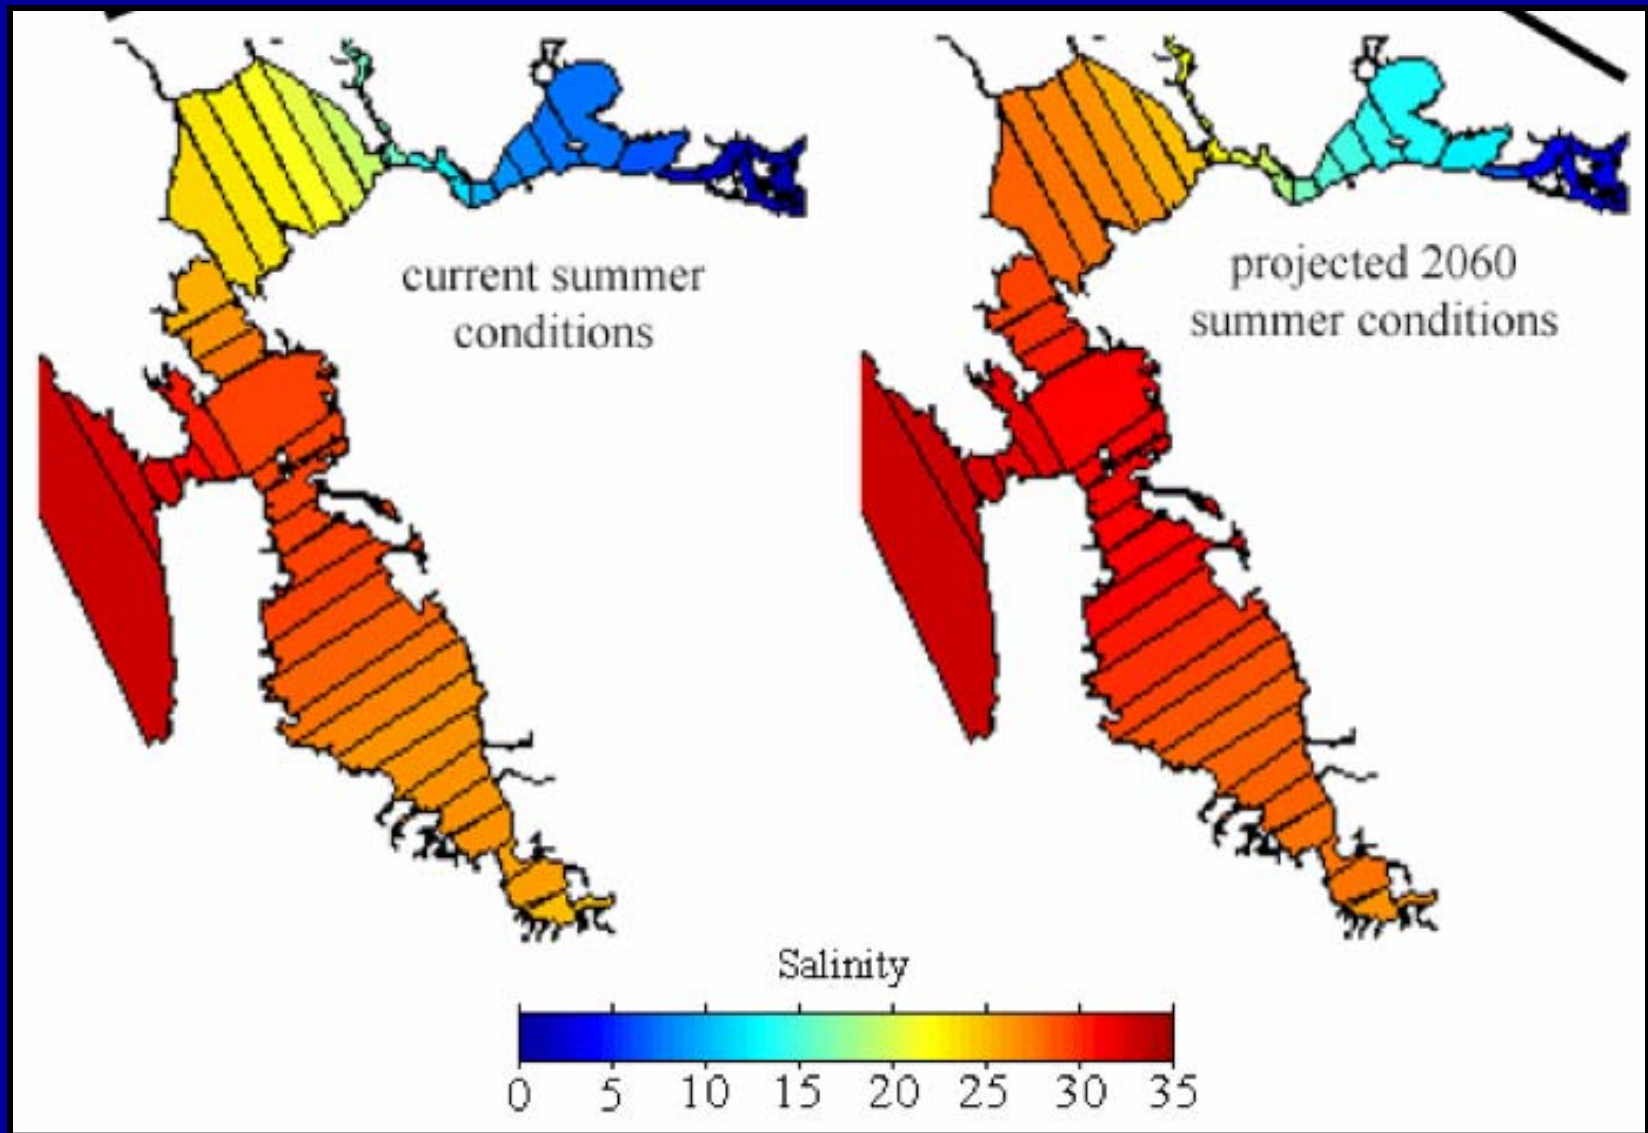 current summer
conditions
projected 2060
summer conditions
Salinity
0 5 10 15 20 25 30 35